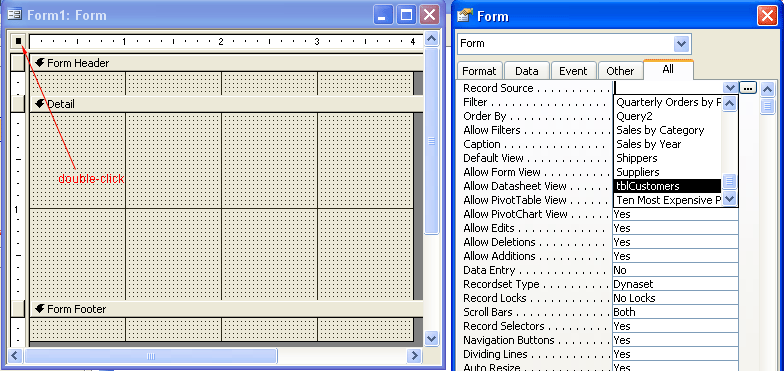 Form1: Form
1 2 3 4
Form Header
Detail
double-click
1
Form Footer
Form
Form
Format Data Event Other All
Record Source . . . . . . . . . . .
Filter . . . . . . . . . . . . . . . . . Quarterly Orders by P
Order By . . . . . . . . . . . . . . Query2
Allow Filters . . . . . . . . . . . . Sales by Category
Caption . . . . . . . . . . . . . . . Sales by Year
Default View . . . . . . . . . . . Shippers
Allow Form View . . . . . . . . . Suppliers
Allow Datasheet View . . . . . tblCustomers
Allow PivotTable View . . . . . Ten Most Expensive P
Allow PivotChart View . . . . . Yes
Allow Edits . . . . . . . . . . . . . Yes
Allow Deletions . . . . . . . . . . Yes
Allow Additions . . . . . . . . . . Yes
Data Entry . . . . . . . . . . . . . No
Recordset Type . . . . . . . . . Dynaset
Record Locks . . . . . . . . . . . No Locks
Scroll Bars . . . . . . . . . . . . . Both
Record Selectors . . . . . . . . . Yes
Navigation Buttons . . . . . . . Yes
Dividing Lines . . . . . . . . . . . Yes
Auto Resize . . . . . . . . . . . . Yes